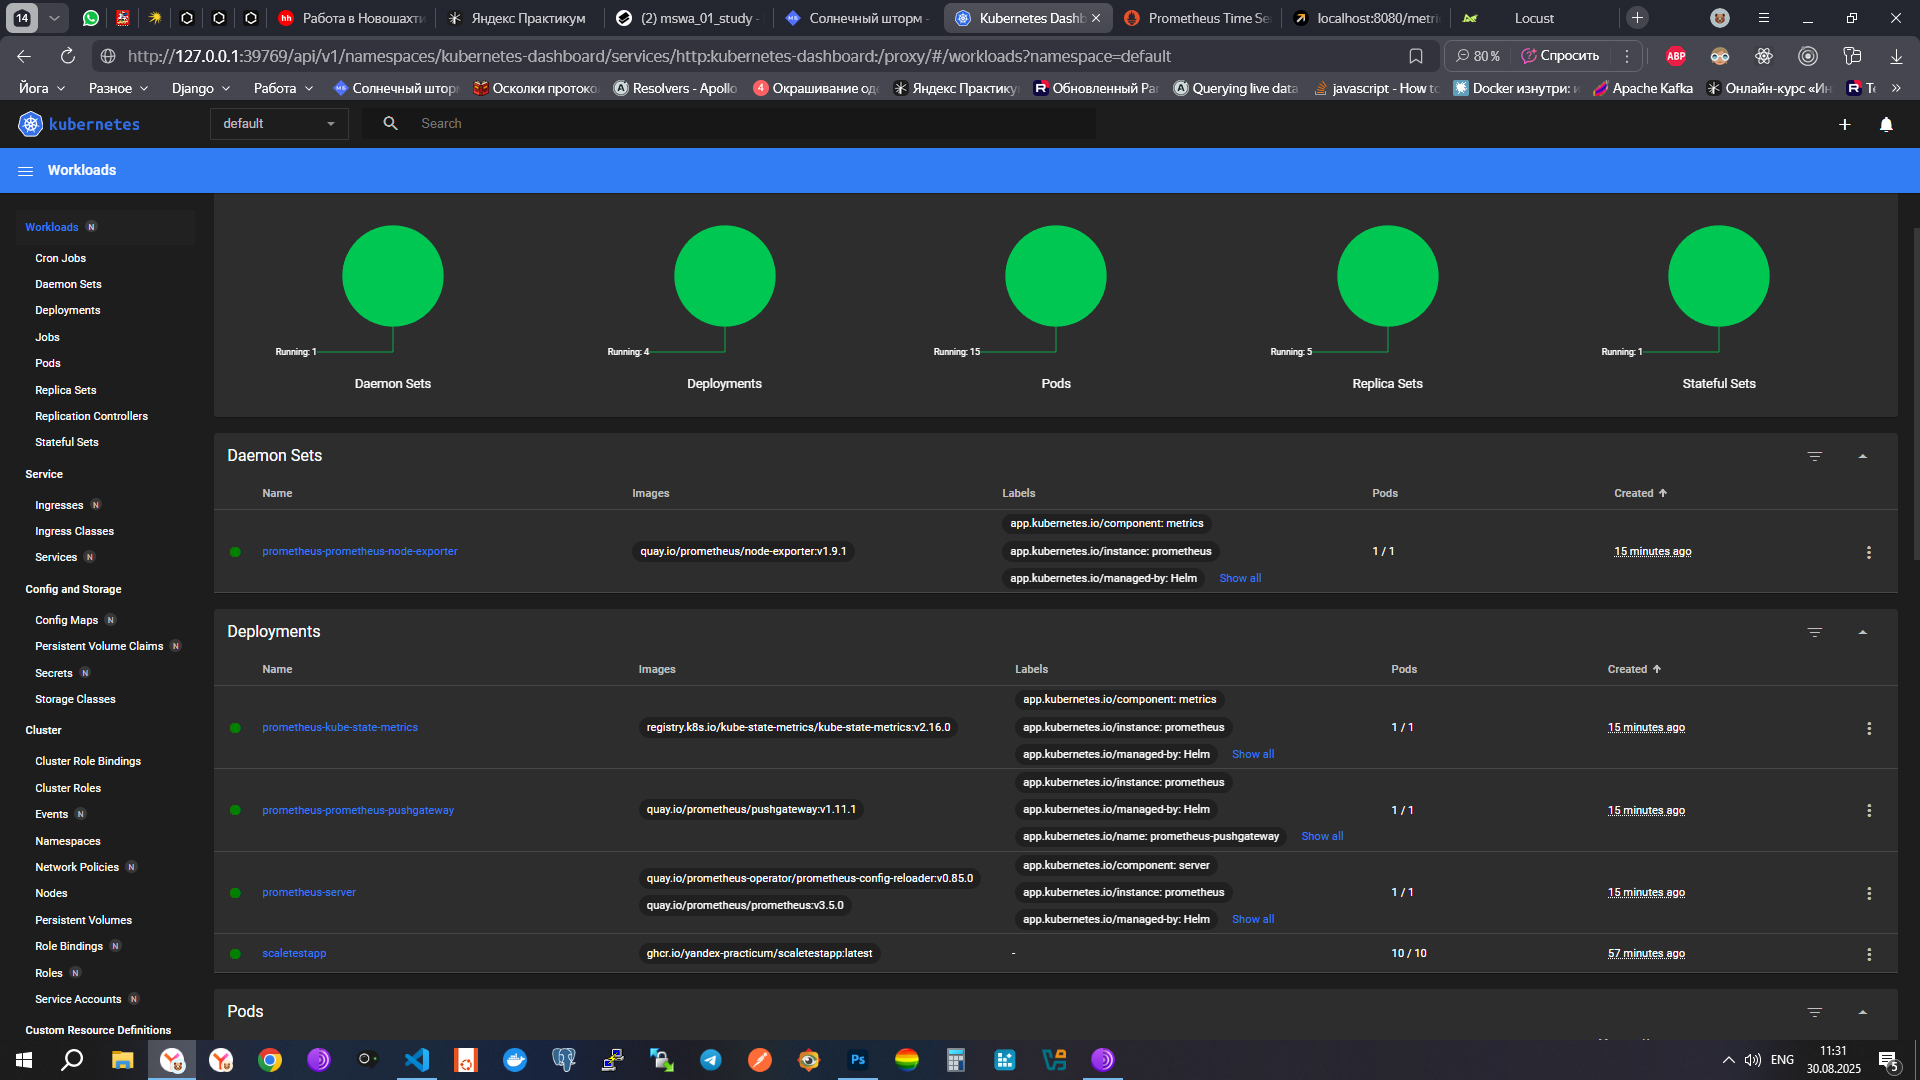 14
Работа в Новошахти
Яндекс Практикум
(2) mswa_01_study -
Солнечный шторм -
Kubernetes Dashb
Prometheus Time Se
localhost:8080/metri
Locust
http://127.0.0.1:39769/api/v1/namespaces/kubernetes-dashboard/services/http:kubernetes-dashboard:/proxy/#/workloads?namespace=default
80 %
Спросить
ABP
Йога
Разное
Django
Работа
Солнечный шторм
Осколки протоко
Resolvers - Apollo
Окрашивание од
Яндекс Практику
Обновленный Par
Querying live data
javascript - How to
Docker изнутри: и
Apache Kafka
Онлайн-курс «Ин
kubernetes
default
Search
Workloads
Workloads N
Cron Jobs
Daemon Sets
Deployments
Jobs
Pods
Replica Sets
Replication Controllers
Stateful Sets
Service
Ingresses N
Ingress Classes
Services N
Config and Storage
Config Maps N
Persistent Volume Claims N
Secrets N
Storage Classes
Cluster
Cluster Role Bindings
Cluster Roles
Events N
Namespaces
Network Policies N
Nodes
Persistent Volumes
Role Bindings N
Roles N
Service Accounts N
Custom Resource Definitions
Running: 1
Running: 4
Running: 15
Running: 5
Running: 1
Daemon Sets
Deployments
Pods
Replica Sets
Stateful Sets
Daemon Sets
Name Images Labels Pods Created
app.kubernetes.io/component: metrics
prometheus-prometheus-node-exporter quay.io/prometheus/node-exporter:v1.9.1 app.kubernetes.io/instance: prometheus 1 / 1 15 minutes ago
app.kubernetes.io/managed-by: Helm Show all
Deployments
Name Images Labels Pods Created
app.kubernetes.io/component: metrics
prometheus-kube-state-metrics registry.k8s.io/kube-state-metrics/kube-state-metrics:v2.16.0 app.kubernetes.io/instance: prometheus 1 / 1 15 minutes ago
app.kubernetes.io/managed-by: Helm Show all
app.kubernetes.io/instance: prometheus
prometheus-prometheus-pushgateway quay.io/prometheus/pushgateway:v1.11.1 app.kubernetes.io/managed-by: Helm 1 / 1 15 minutes ago
app.kubernetes.io/name: prometheus-pushgateway Show all
app.kubernetes.io/component: server
quay.io/prometheus-operator/prometheus-config-reloader:v0.85.0
prometheus-server app.kubernetes.io/instance: prometheus 1 / 1 15 minutes ago
quay.io/prometheus/prometheus:v3.5.0
app.kubernetes.io/managed-by: Helm Show all
scaletestapp ghcr.io/yandex-practicum/scaletestapp:latest - 10 / 10 57 minutes ago
Pods
ENG
11:31
30.08.2025
5